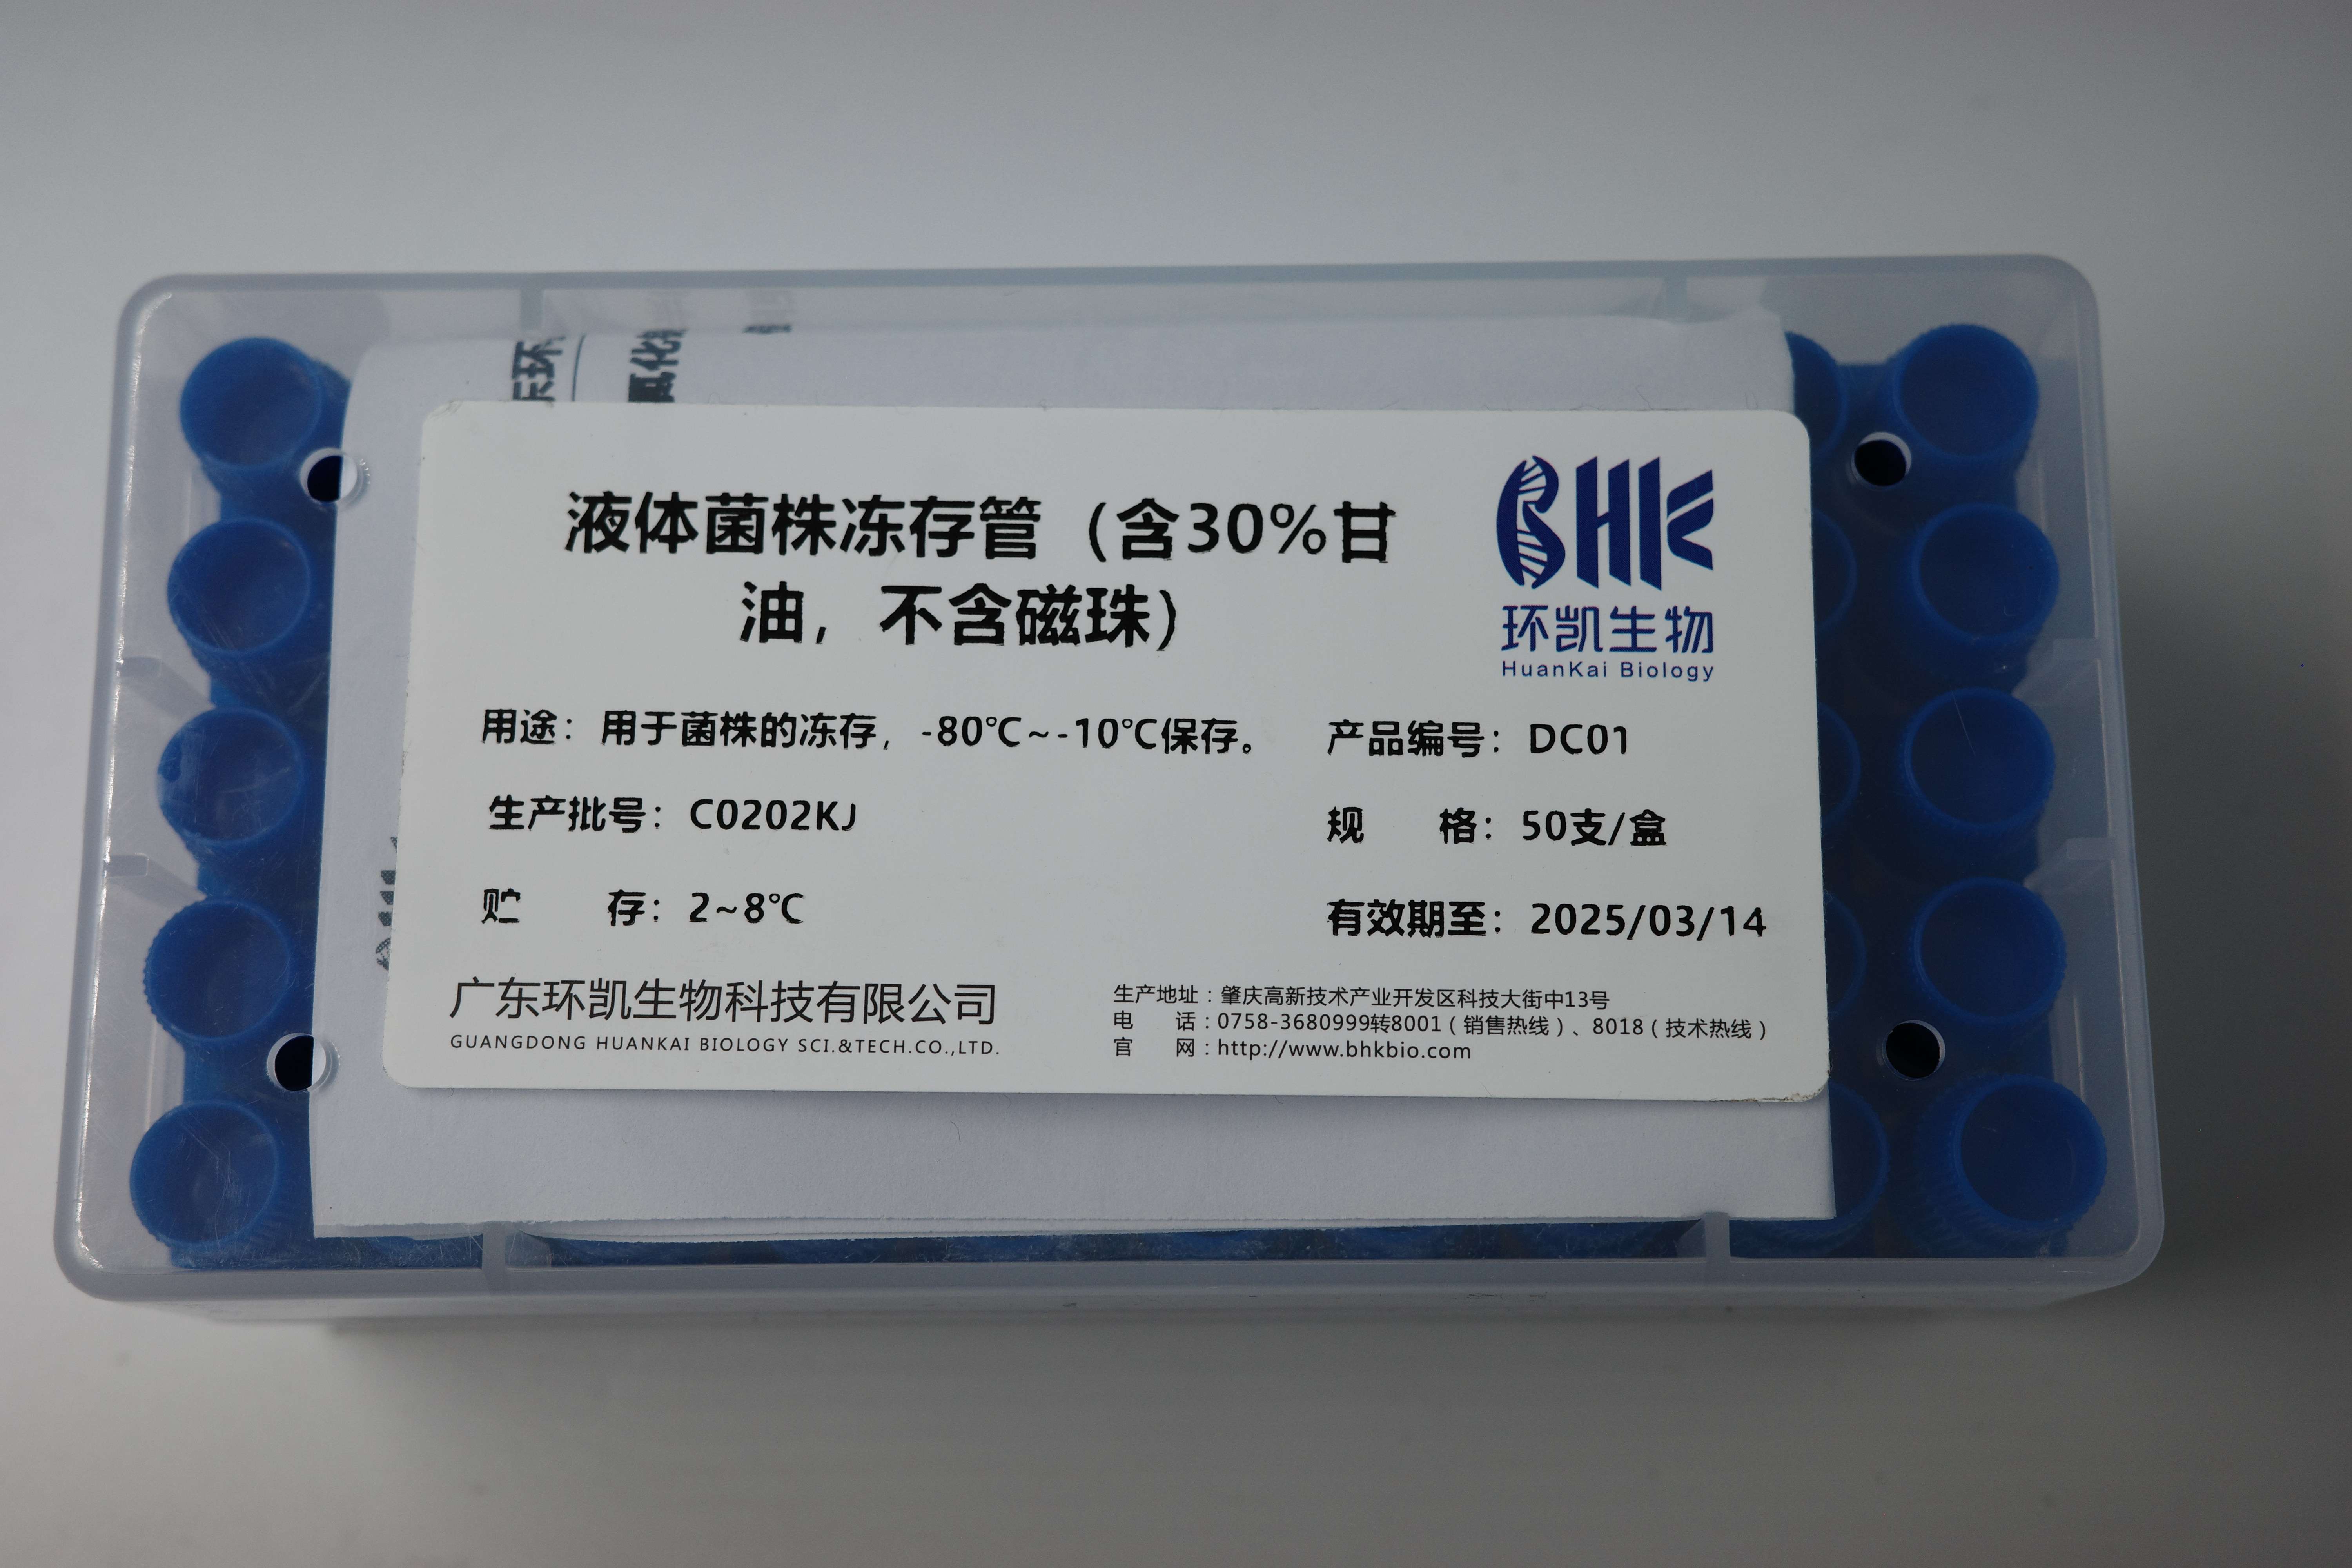 液体菌株冻存管（含30%甘
油，不含磁珠）
BHK
环凯生物
HuanKai Biology
用途：用于菌株的冻存，-80℃~-10℃保存。
产品编号：DC01
生产批号：C0202KJ
规 格：50支/盒
贮 存：2~8℃
有效期至：2025/03/14
广东环凯生物科技有限公司
GUANGDONG HUANKAI BIOLOGY SCI.&TECH.CO.,LTD.
生产地址：肇庆高新技术产业开发区科技大街中13号
电 话：0758-3680999转8001（销售热线）、8018（技术热线）
官 网：http://www.bhkbio.com